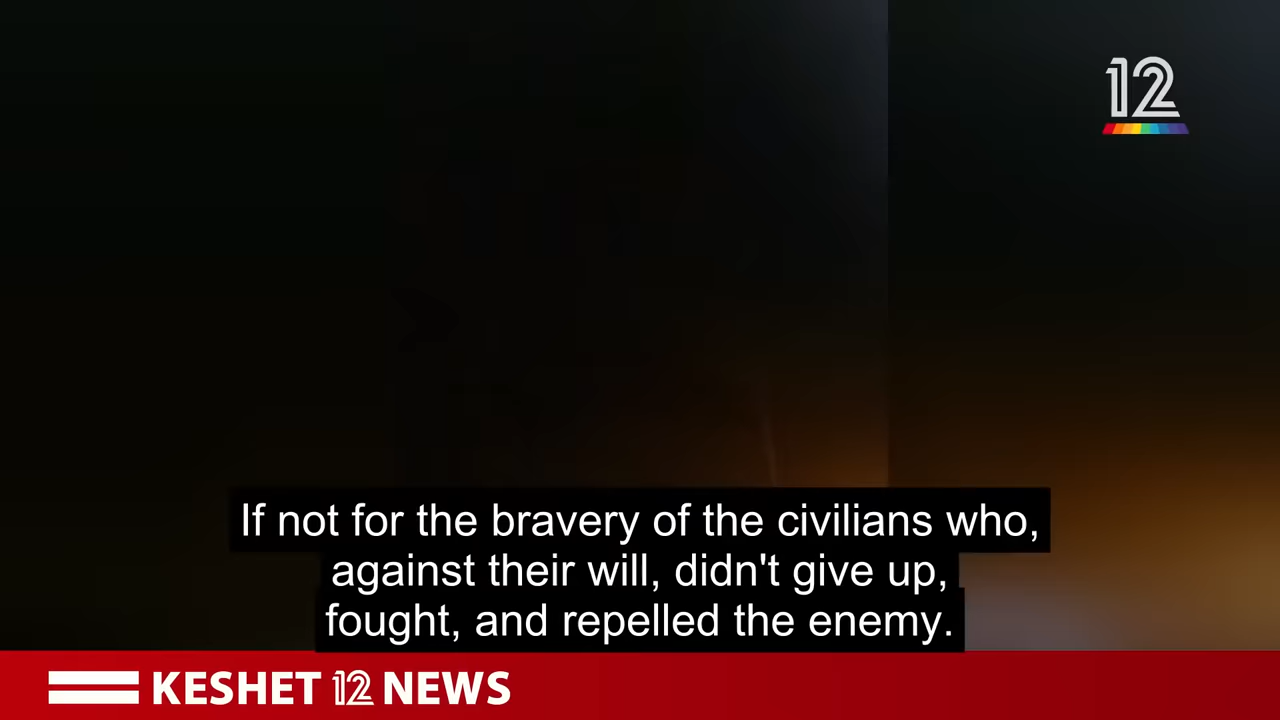 12
If not for the bravery of the civilians who,
against their will, didn't give up,
fought, and repelled the enemy.
KESHET 12 NEWS